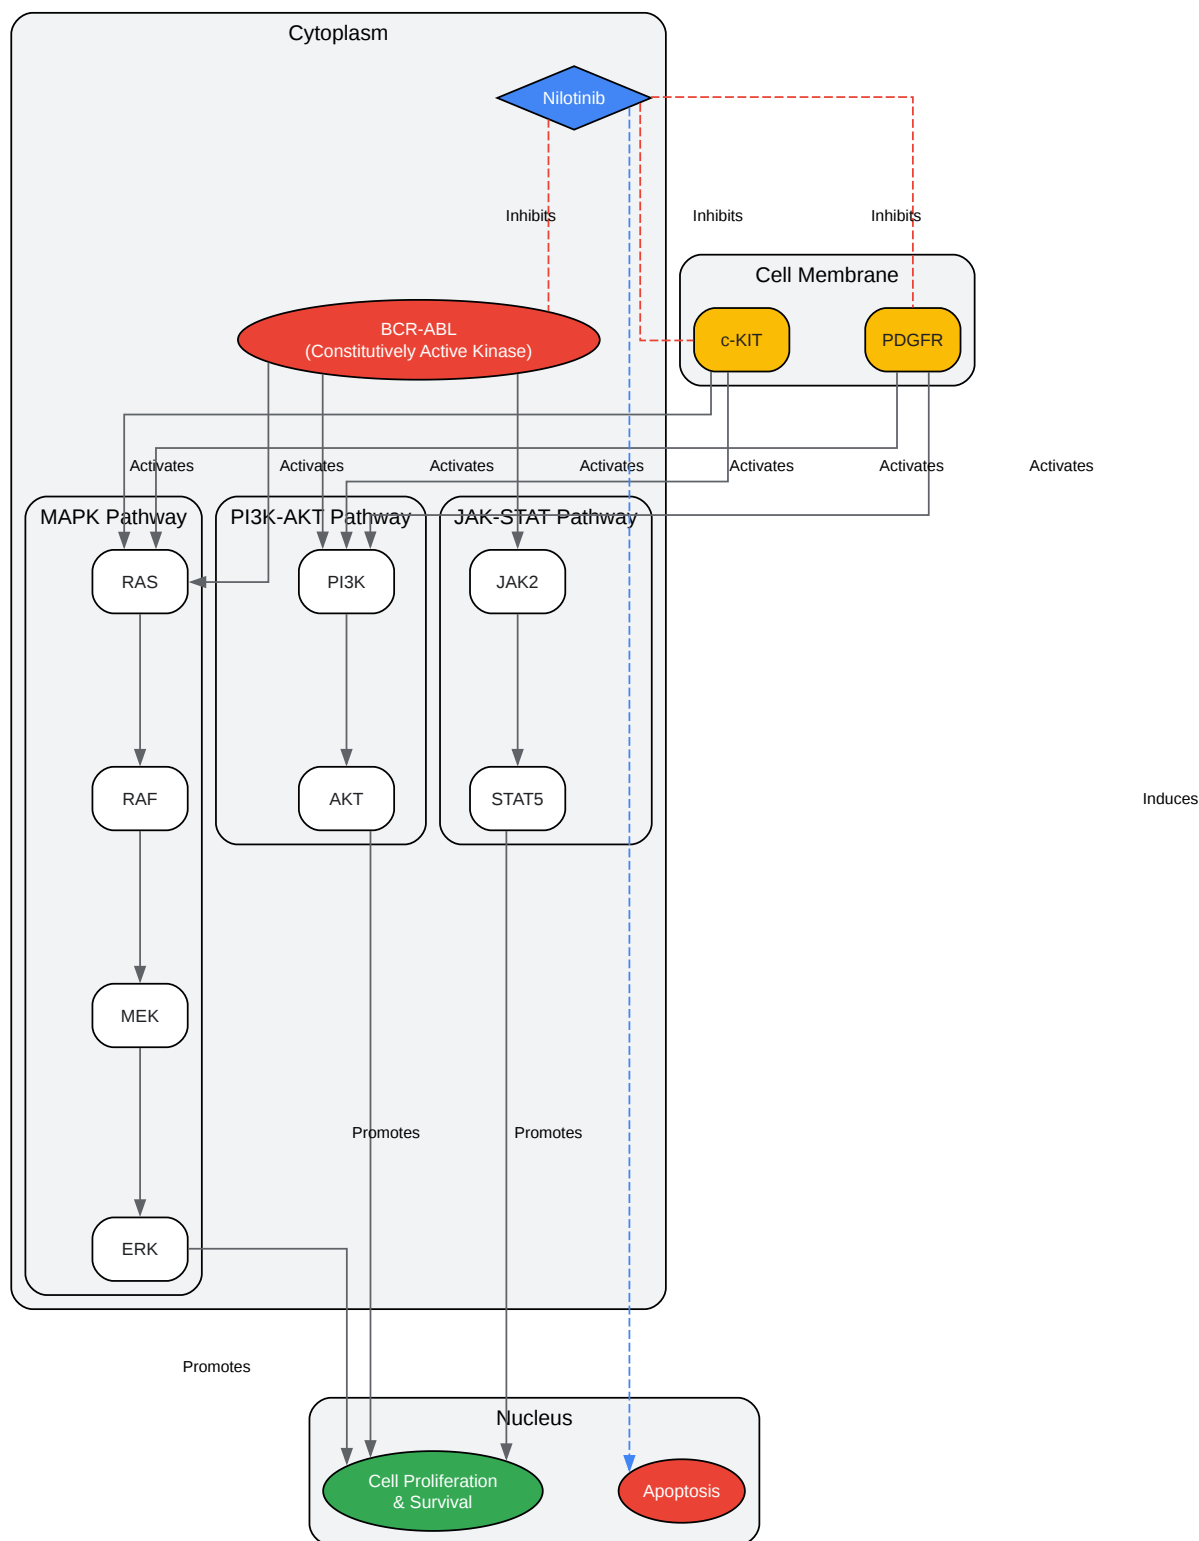 Cytoplasm
Nilotinib
Inhibits
Inhibits
Inhibits
Cell Membrane
BCR-ABL
(Constitutively Active Kinase)
c-KIT
PDGFR
Activates
Activates
Activates
Activates
Activates
Activates
Activates
MAPK Pathway
PI3K-AKT Pathway
JAK-STAT Pathway
RAS
PI3K
JAK2
RAF
AKT
STAT5
Induces
MEK
Promotes
Promotes
ERK
Promotes
Nucleus
Cell Proliferation
& Survival
Apoptosis